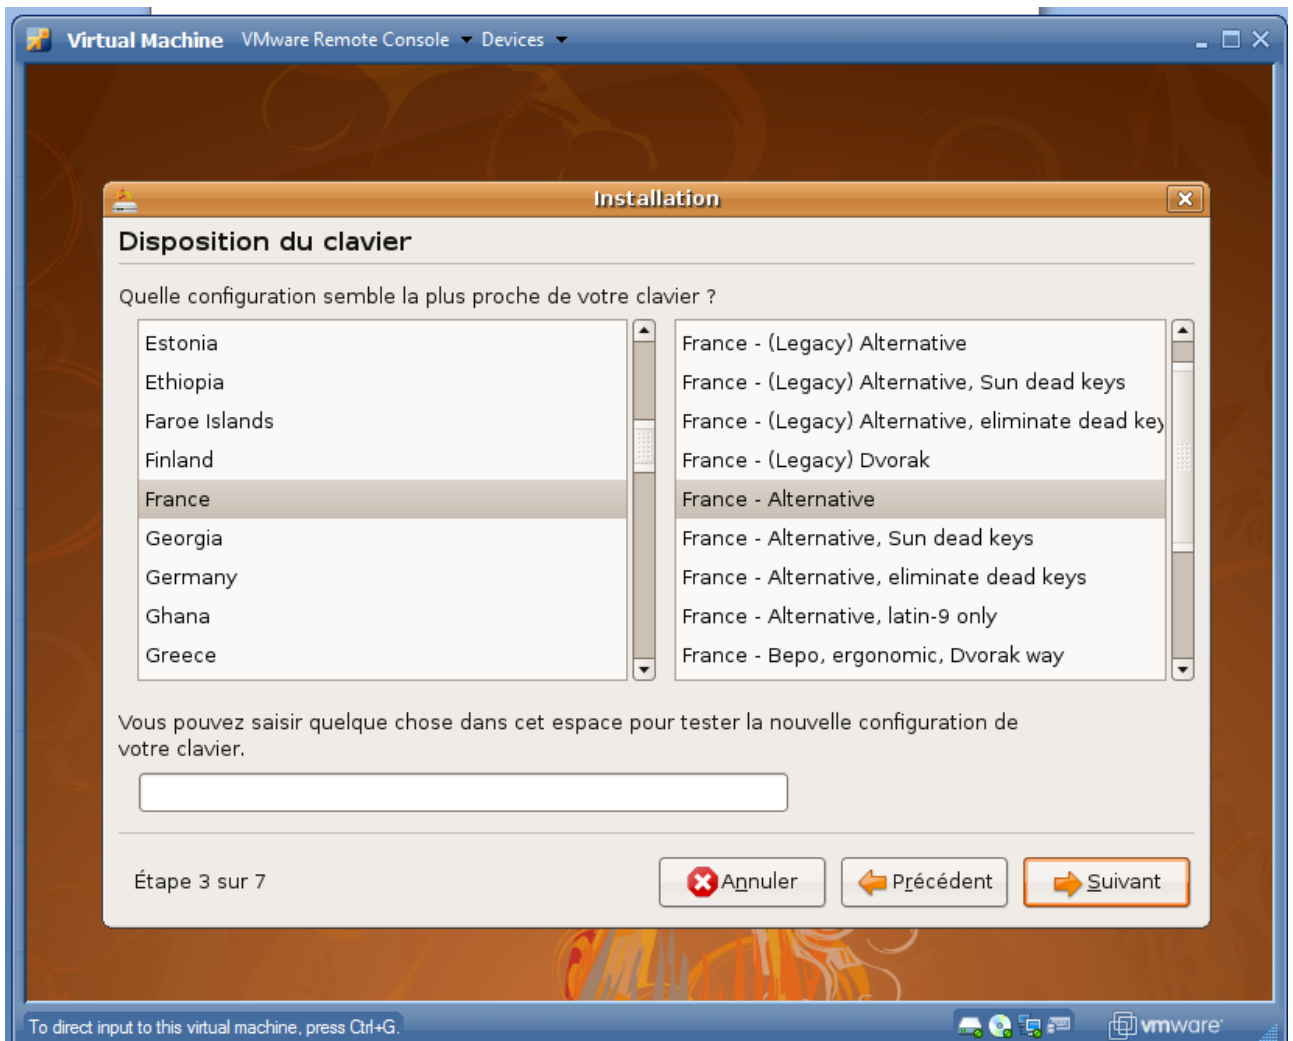 Virtual Machine VMware Remote Console Devices
Installation
Disposition du clavier
Quelle configuration semble la plus proche de votre clavier ?
Estonia
Ethiopia
Faroe Islands
Finland
France
Georgia
Germany
Ghana
Greece
France - (Legacy) Alternative
France - (Legacy) Alternative, Sun dead keys
France - (Legacy) Alternative, eliminate dead key
France - (Legacy) Dvorak
France - Alternative
France - Alternative, Sun dead keys
France - Alternative, eliminate dead keys
France - Alternative, latin-9 only
France - Bepo, ergonomic, Dvorak way
Vous pouvez saisir quelque chose dans cet espace pour tester la nouvelle configuration de
votre clavier.
Étape 3 sur 7
Annuler
Précédent
Suivant
To direct input to this virtual machine, press Ctrl+G.
vmware